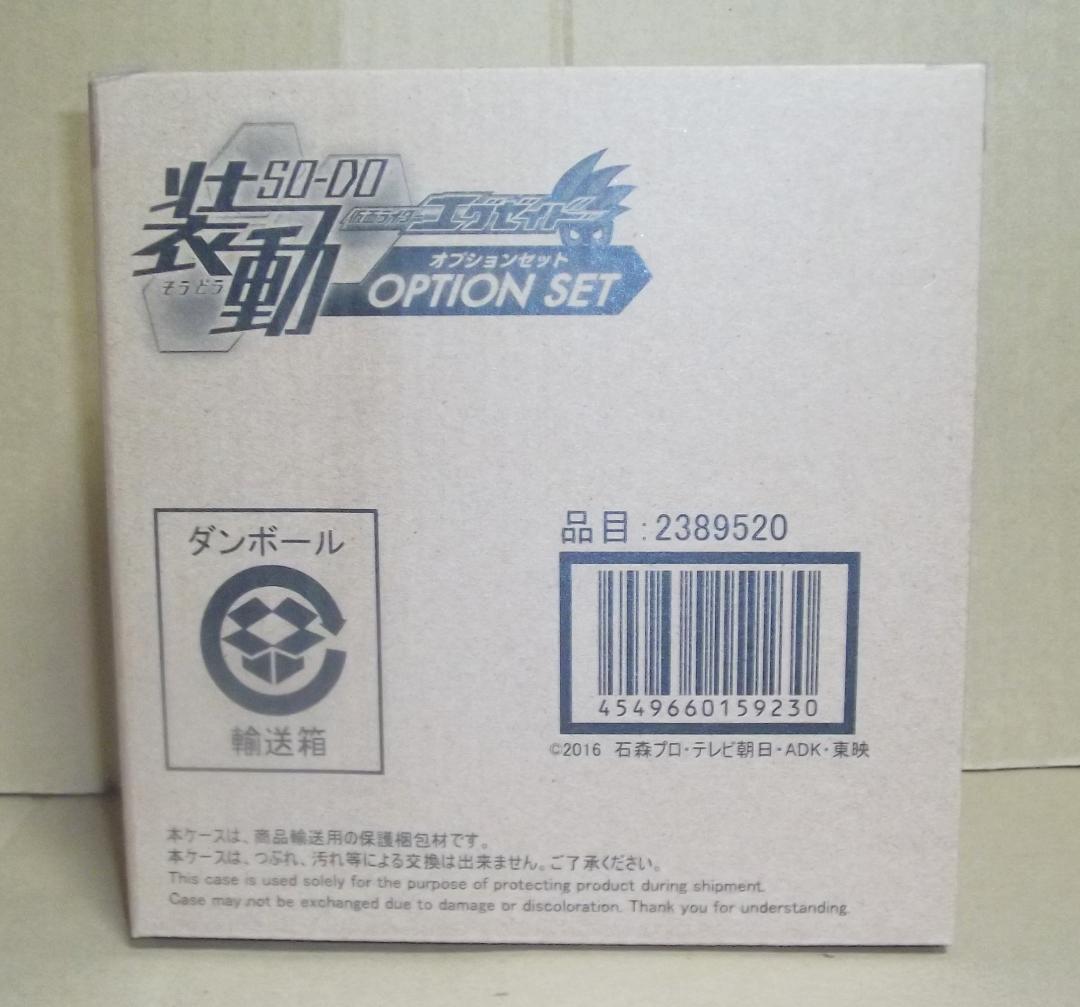 装動
SO-DO
そうどう
仮面ライダーエグゼイド
オプションセット
OPTION SET
ダンボール
輸送箱
品目:2389520
4549660159230
©2016 石森プロ・テレビ朝日・ADK・東映
本ケースは、商品輸送用の保護梱包材です。
本ケースは、つぶれ、汚れ等による交換は出来ません。ご了承ください。
This case is used solely for the purpose of protecting product during shipment.
Case may not be exchanged due to damage or discoloration. Thank you for understanding.